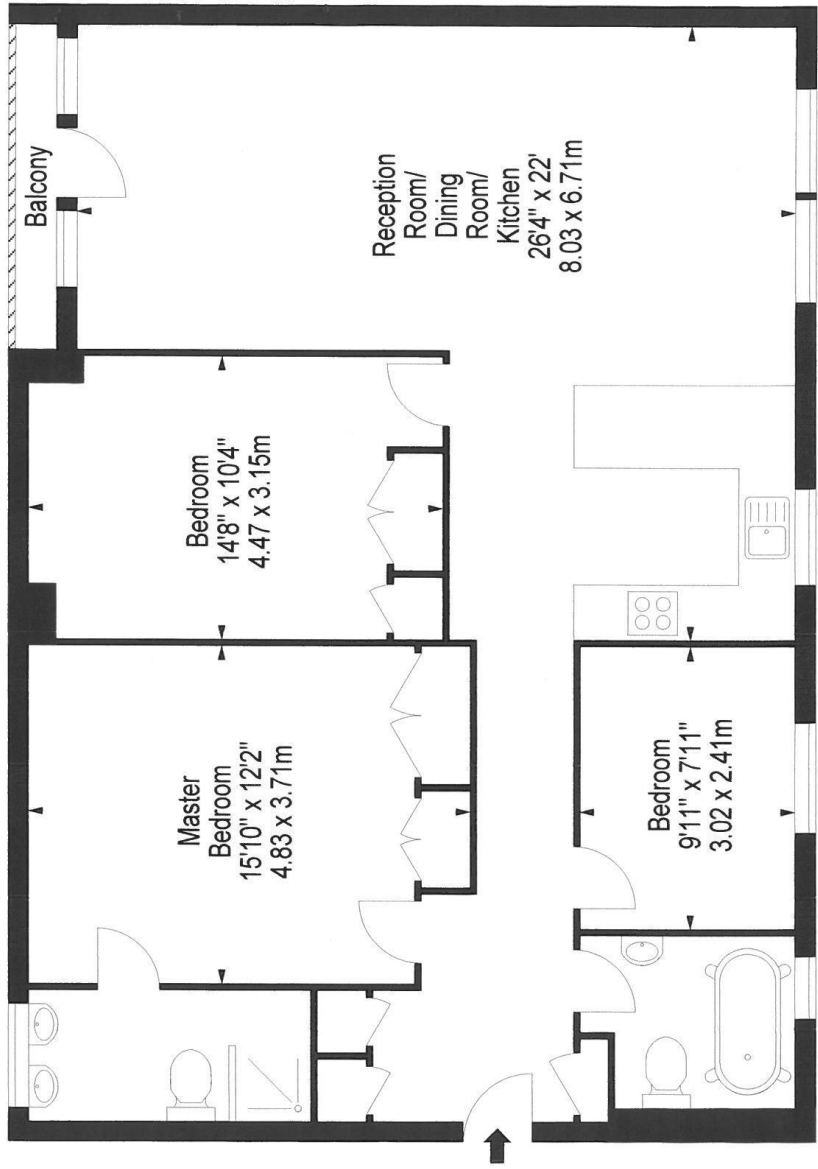 Balcony
Reception
Room/
Dining
Room/
Kitchen
26'4" x 22'
8.03 x 6.71m
Bedroom
14'8" x 10'4"
4.47 x 3.15m
Master
Bedroom
15'10" x 12'2"
4.83 x 3.71m
Bedroom
9'11" x 7'11"
3.02 x 2.41m